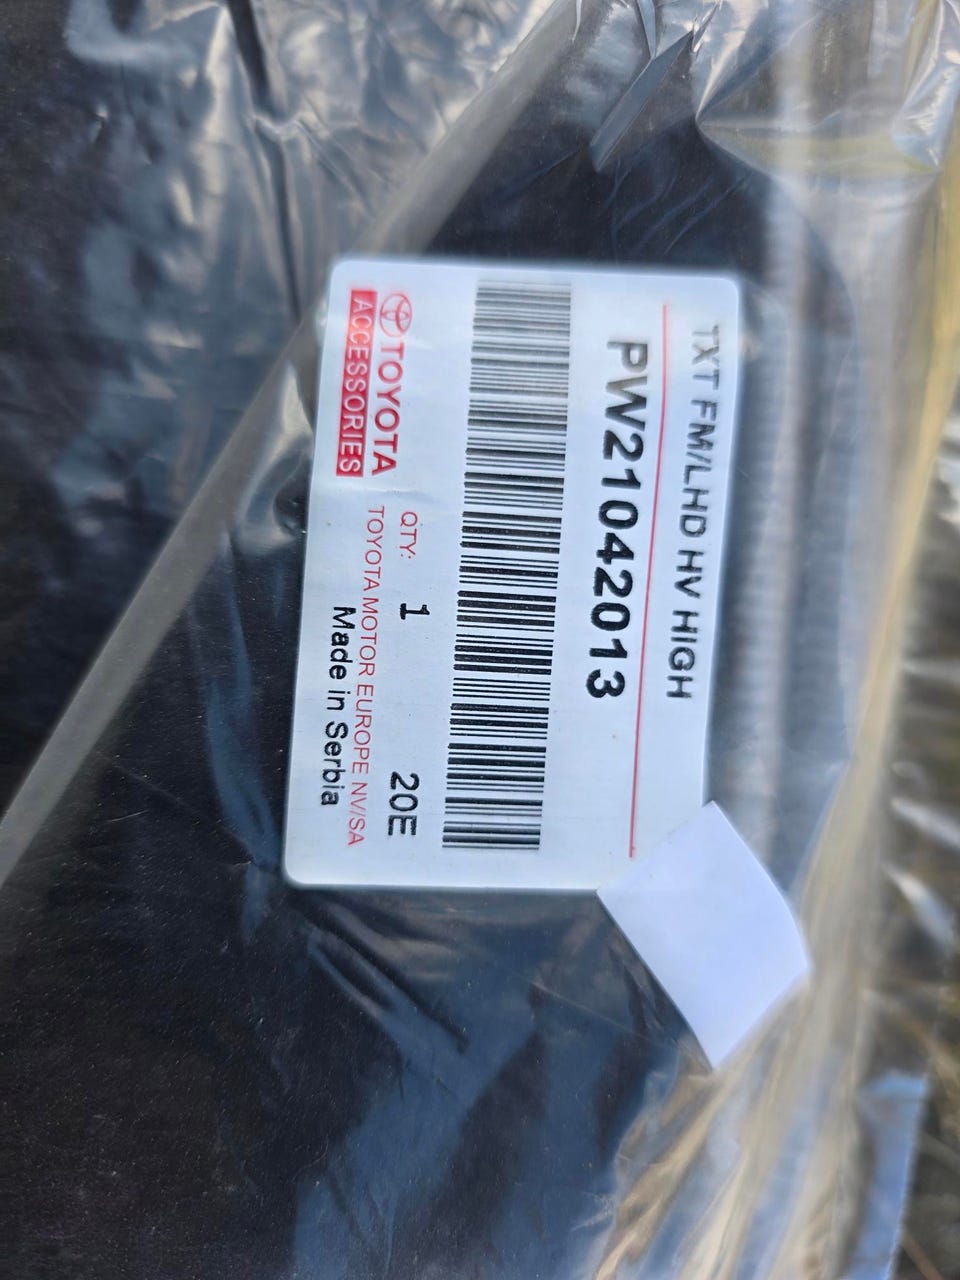 TXT FM/LHD HV HIGH
PW21042013
QTY: 1 20E
TOYOTA
ACCESSORIES
TOYOTA MOTOR EUROPE NV/SA
Made in Serbia